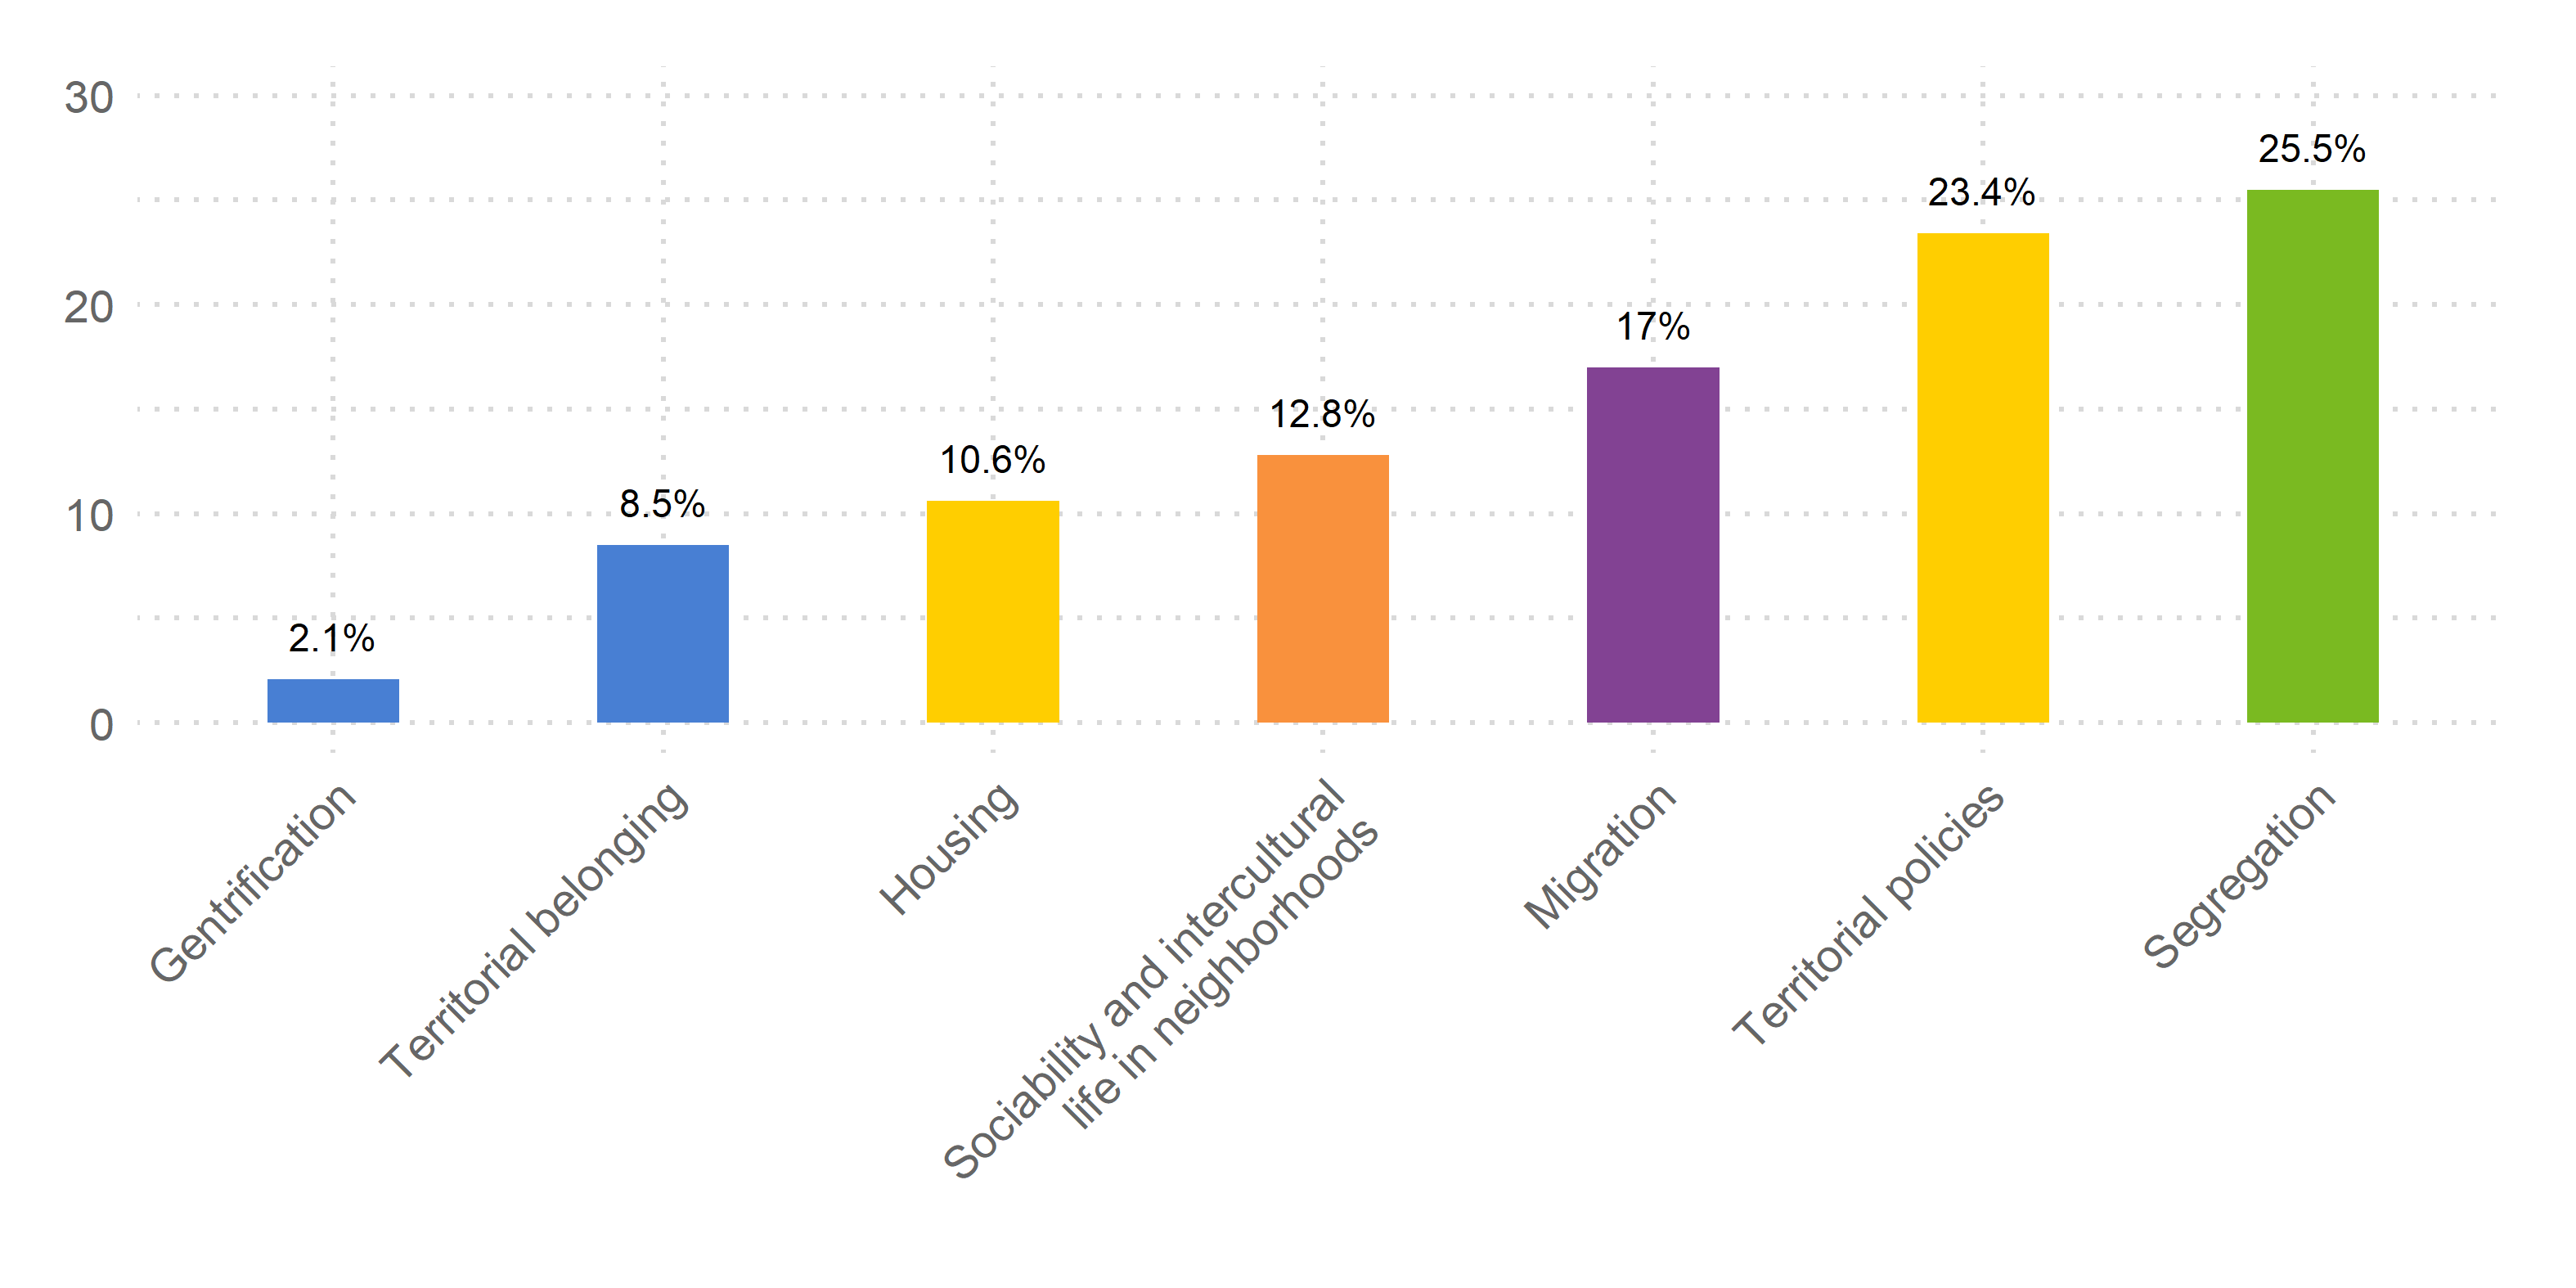 30
20
10
0
2.1%
8.5%
10.6%
12.8%
17%
23.4%
25.5%
Gentrification
Territorial belonging
Housing
Sociability and intercultural
life in neighborhoods
Migration
Territorial policies
Segregation